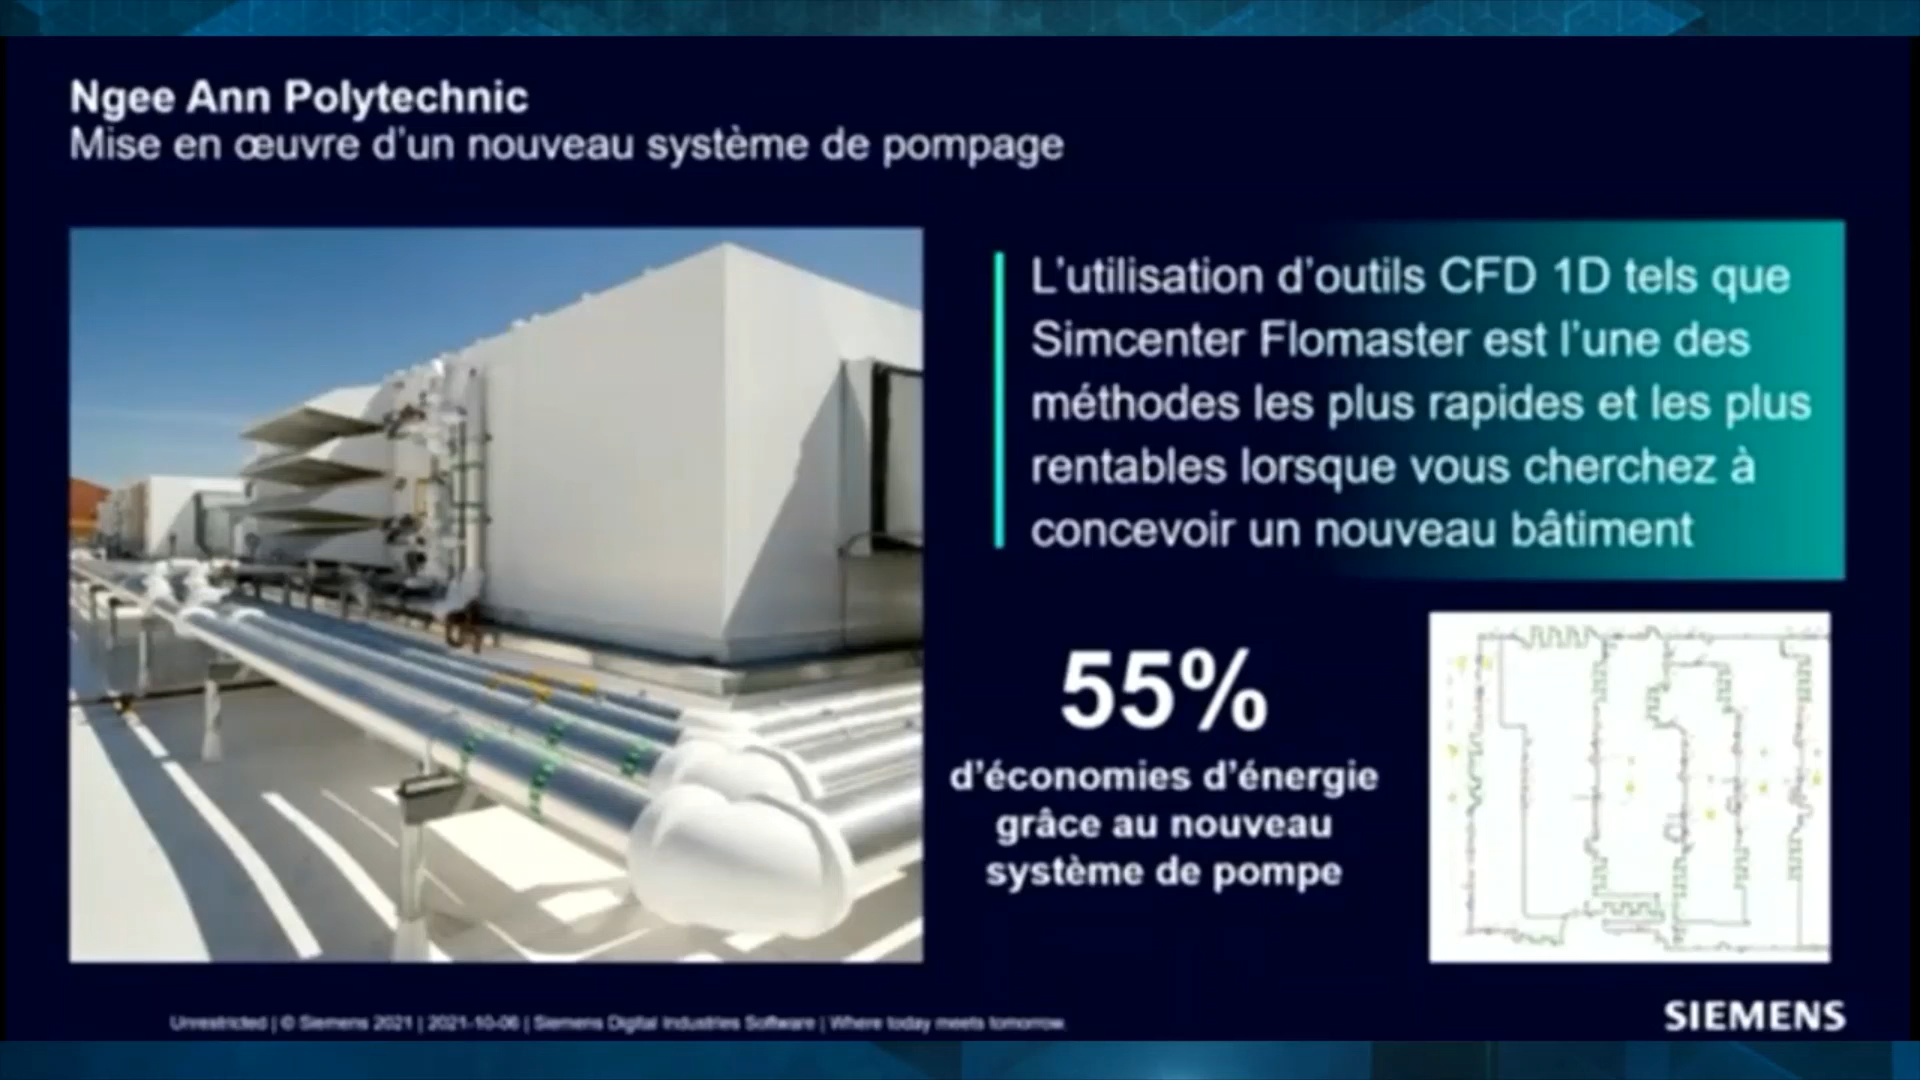 Ngee Ann Polytechnic
Mise en œuvre d’un nouveau système de pompage
L’utilisation d’outils CFD 1D tels que
Simcenter Flomaster est l’une des
méthodes les plus rapides et les plus
rentables lorsque vous cherchez à
concevoir un nouveau bâtiment
55%
d’économies d’énergie
grâce au nouveau
système de pompe
Unrestricted | © Siemens 2021 | 2021-10-06 | Siemens Digital Industries Software | Where today meets tomorrow.
SIEMENS